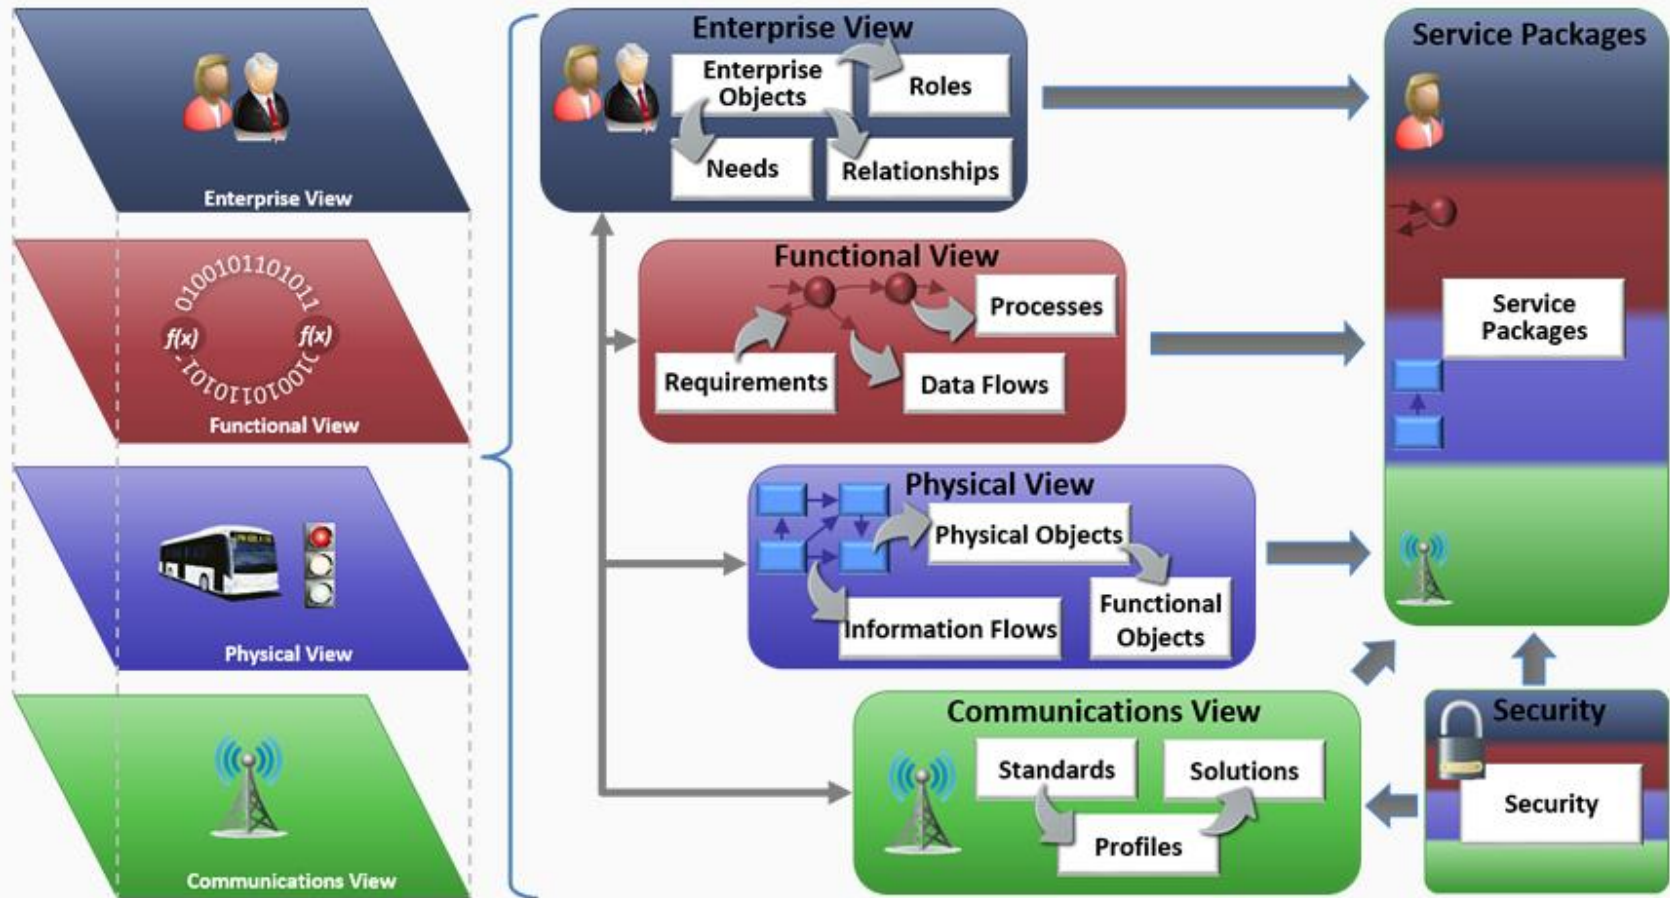 Enterprise View
f(x)
010010110101011
f(x)
Functional View
Physical View
Communications View
Enterprise View
Enterprise
Objects
Roles
Needs
Relationships
Functional View
Processes
Requirements
Data Flows
Physical View
Physical Objects
Information Flows
Functional
Objects
Communications View
Standards
Solutions
Profiles
Service Packages
Service
Packages
Security
Security